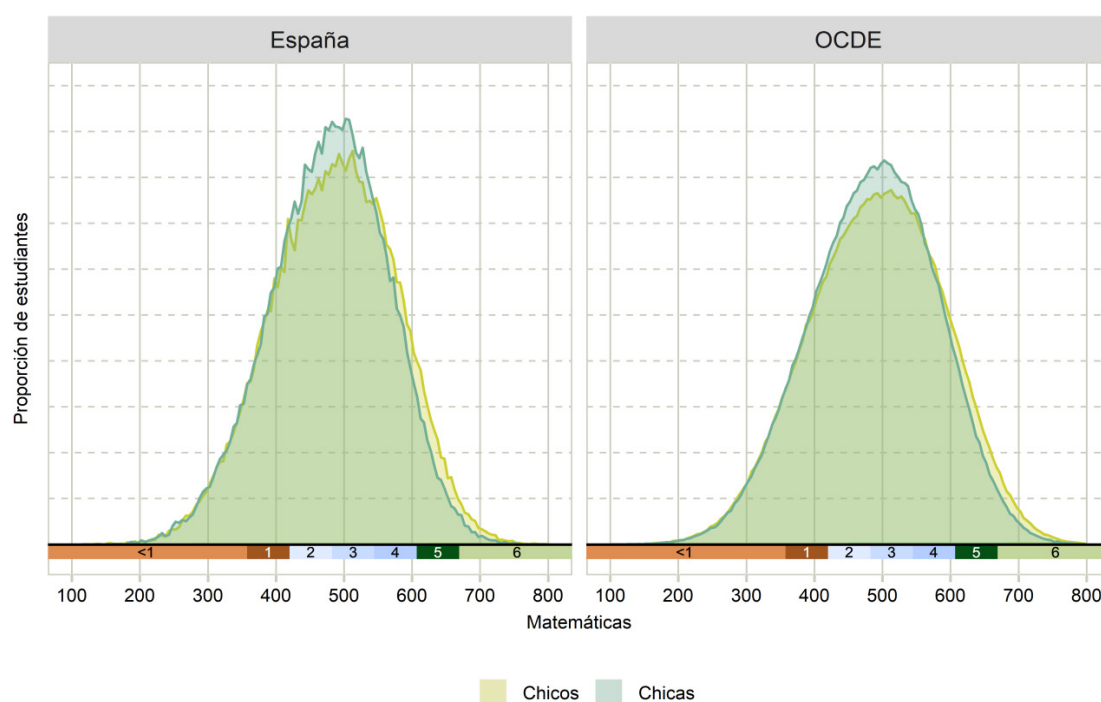 España
OCDE
Proporción de estudiantes
<1 1 2 3 4 5 6
<1 1 2 3 4 5 6
100 200 300 400 500 600 700 800
100 200 300 400 500 600 700 800
Matemáticas
Chicos Chicas